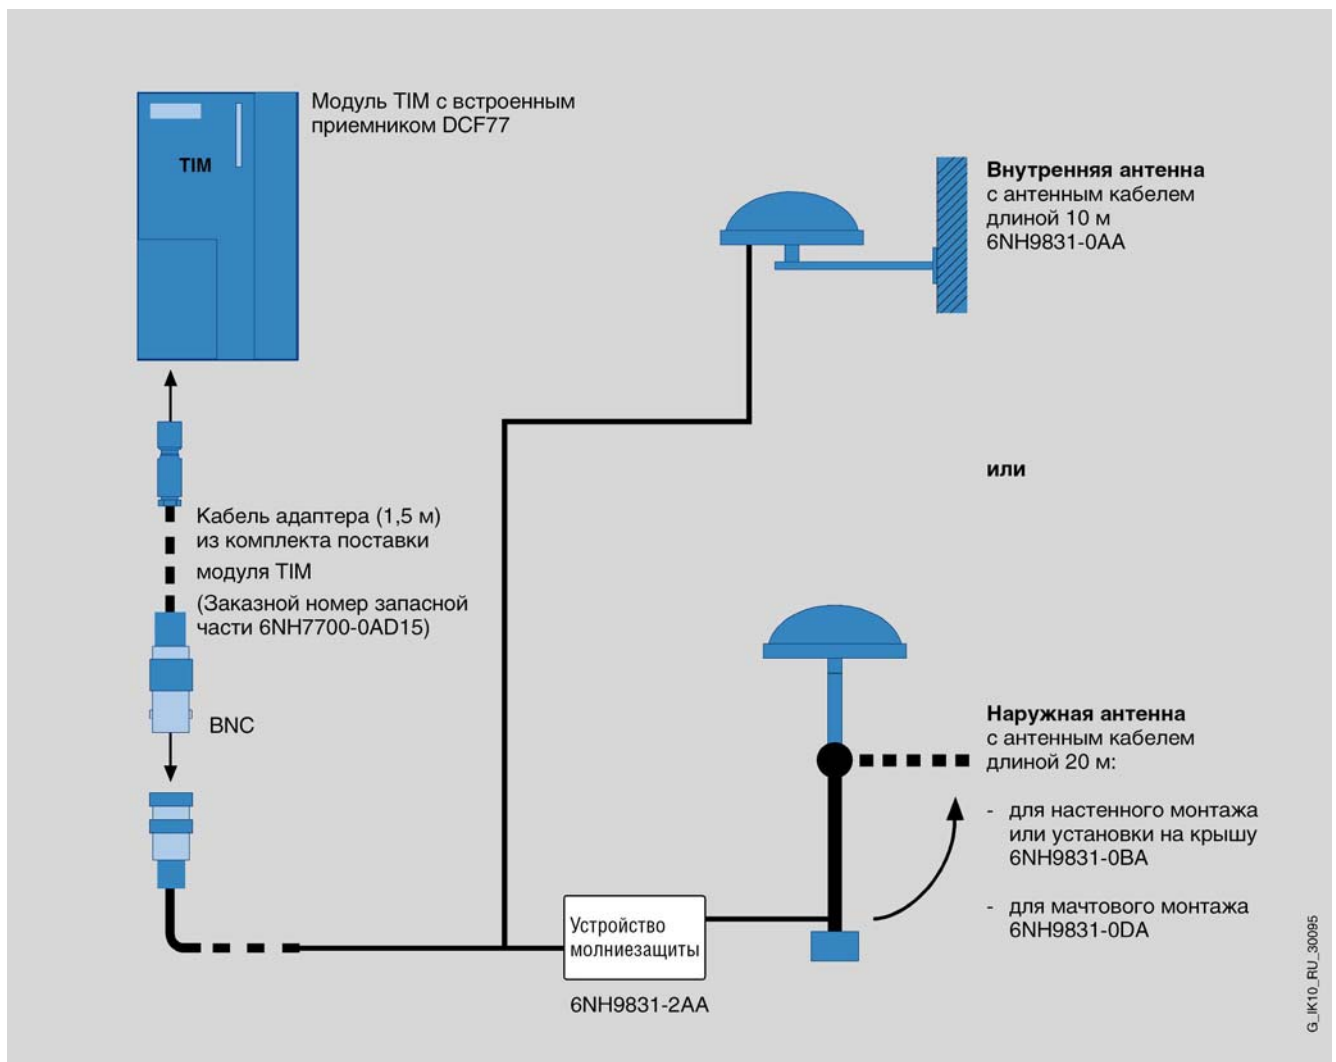 Модуль TIM с встроенным
приемником DCF77
TIM
Внутренняя антенна
с антенным кабелем
длиной 10 м
6NH9831-0AA
или
Кабель адаптера (1,5 м)
из комплекта поставки
модуля TIM
(Заказной номер запасной
части 6NH7700-0AD15)
BNC
Наружная антенна
с антенным кабелем
длиной 20 м:
- для настенного монтажа
или установки на крышу
6NH9831-0BA
- для мачтового монтажа
6NH9831-0DA
Устройство
молниезащиты
6NH9831-2AA
G_IK10_RU_30095